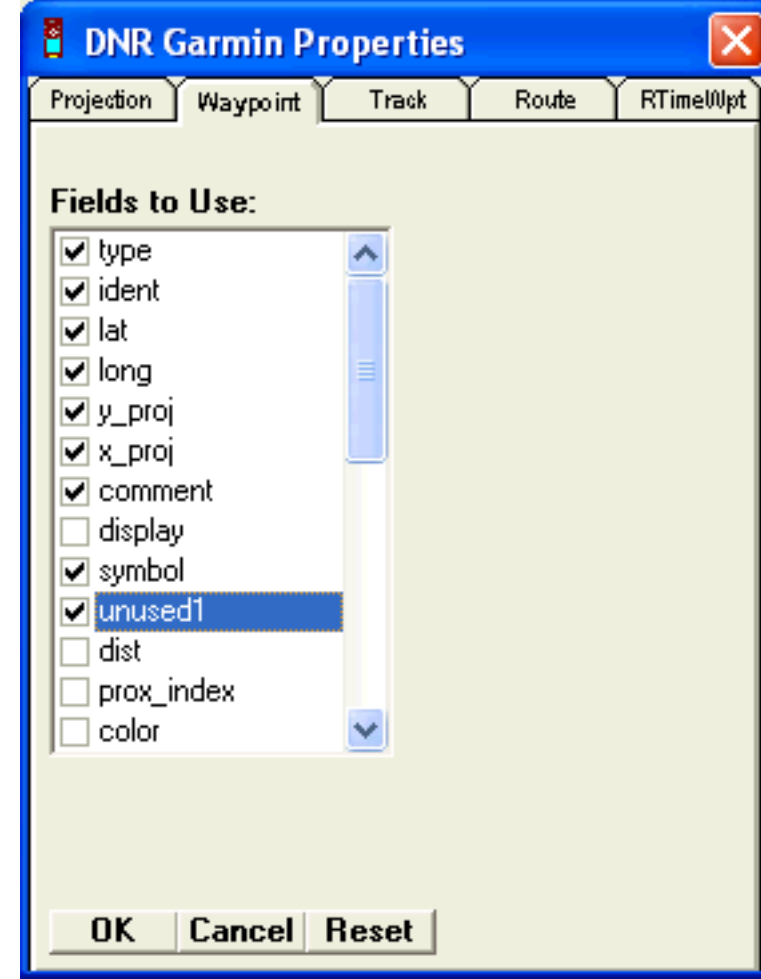 DNR Garmin Properties
Projection Waypoint Track Route RTimeWpt
Fields to Use:
type
ident
lat
long
y_proj
x_proj
comment
display
symbol
unused1
dist
prox_index
color
OK Cancel Reset